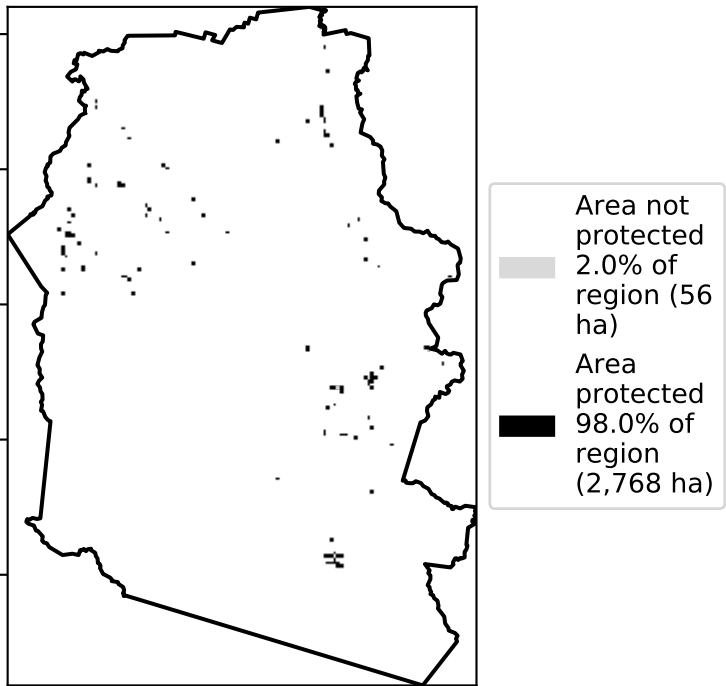 Area not
protected
2.0% of
region (56
ha)
Area
protected
98.0% of
region
(2,768 ha)